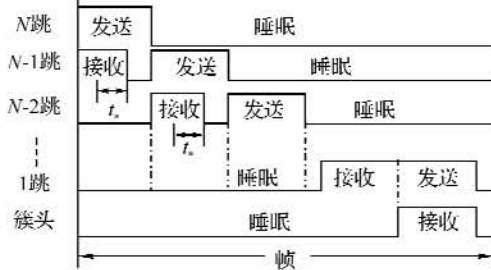 N跳 发送 睡眠
N-1跳 接收 发送 睡眠
N-2跳 tₐ 接收 发送 睡眠
tₐ
1跳 睡眠 接收 发送
簇头 睡眠 接收
帧